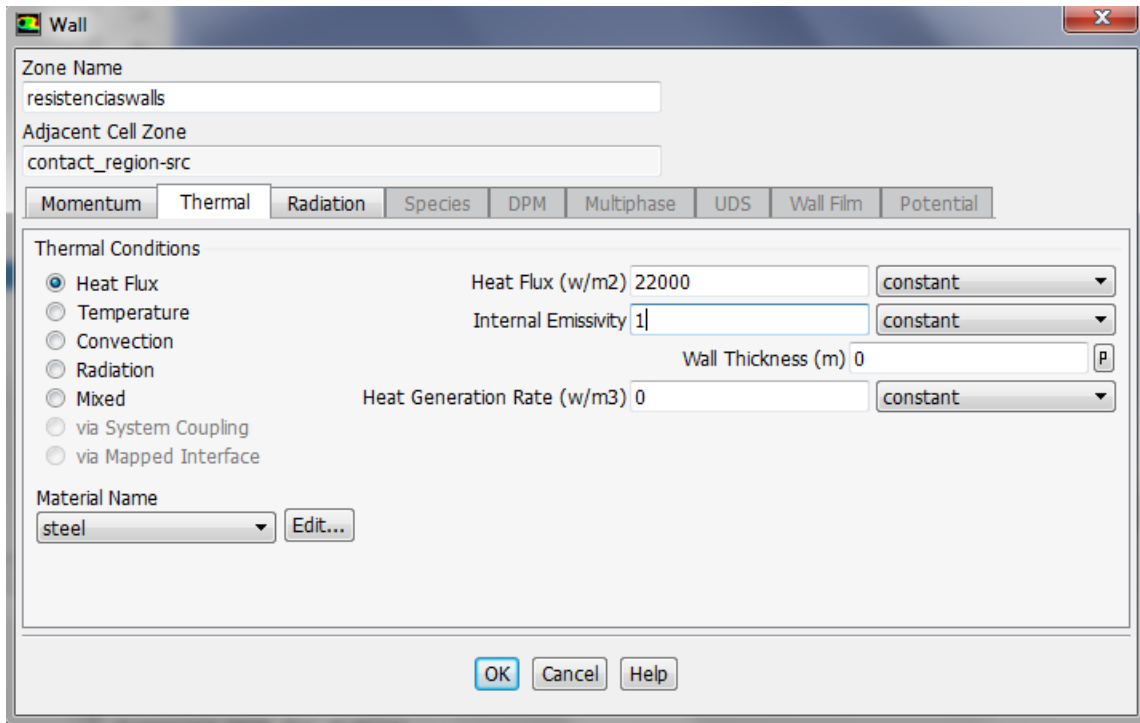 Wall
Zone Name
resistenciaswalls
Adjacent Cell Zone
contact_region-src
Momentum Thermal Radiation Species DPM Multiphase UDS Wall Film Potential
Thermal Conditions
Heat Flux Heat Flux (w/m2) 22000 constant
Temperature Internal Emissivity 1 constant
Convection
Radiation Wall Thickness (m) 0 P
Mixed Heat Generation Rate (w/m3) 0 constant
via System Coupling
via Mapped Interface
Material Name
steel Edit...
OK Cancel Help